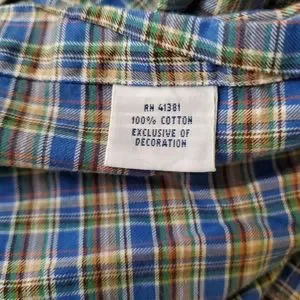 RN 41381
100% COTTON
EXCLUSIVE OF
DECORATION